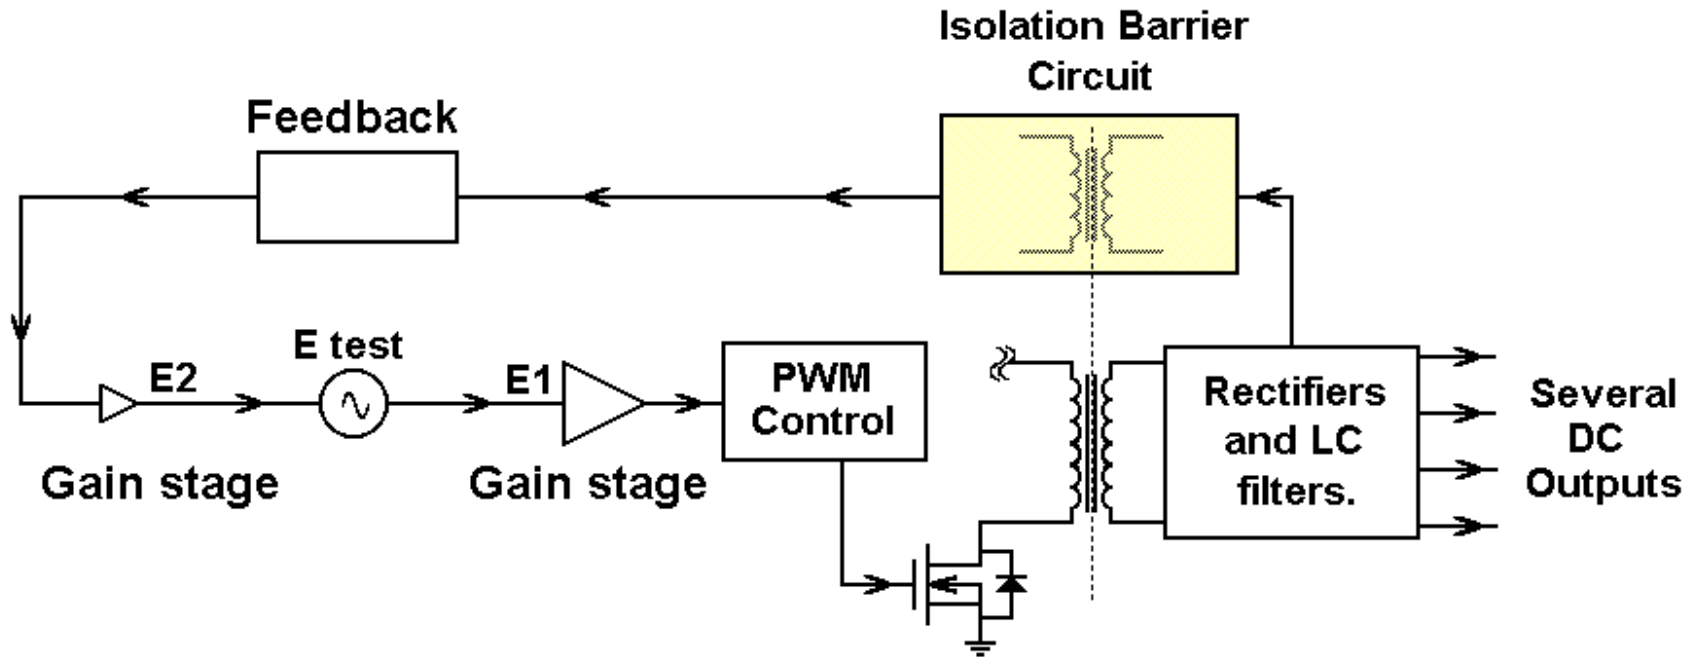 Isolation Barrier
Circuit
Feedback
E test
E2
E1
PWM
Control
Gain stage
Gain stage
Rectifiers
and LC
filters.
Several
DC
Outputs